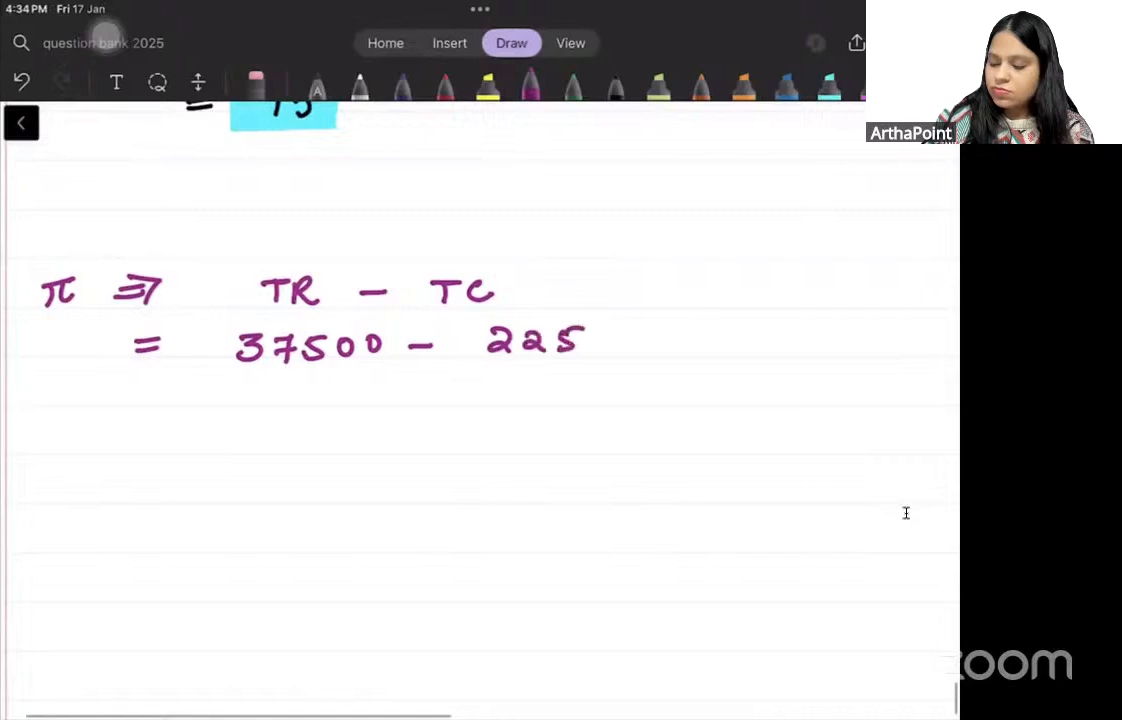 4:34 PM Fri 17 Jan
question bank 2025
Home Insert Draw View
T
A
= 75
ArthaPoint
π ⇒ TR - TC
= 37500 - 225
zoom